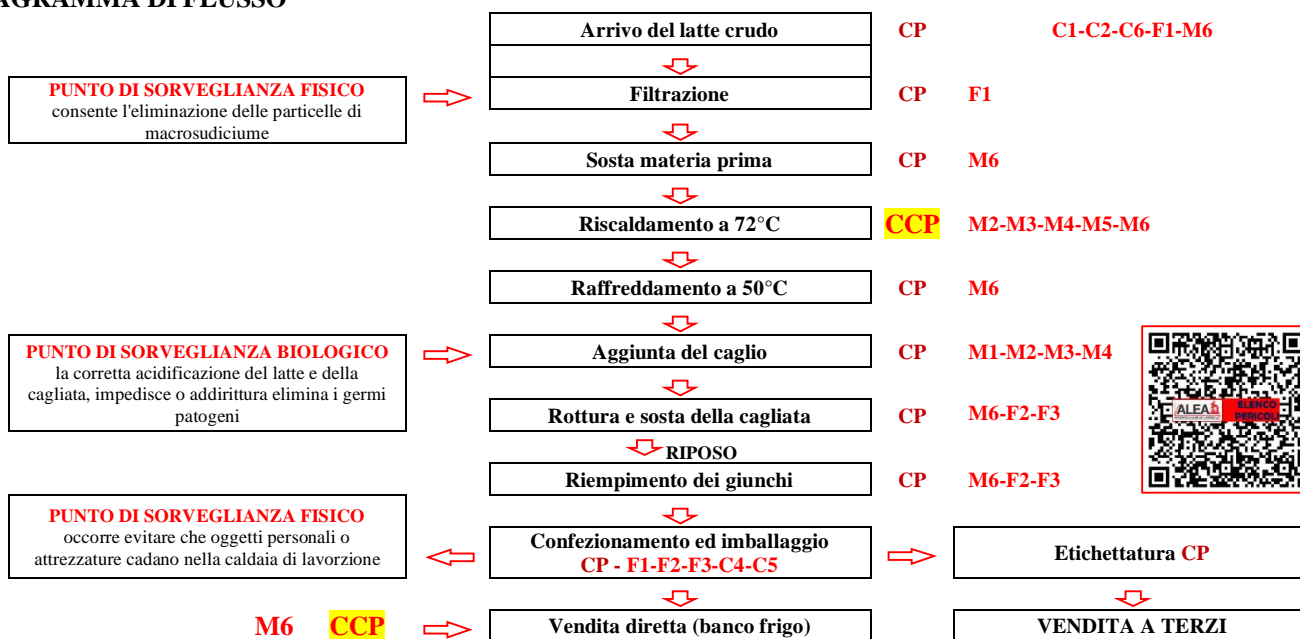 AGRAMMA DI FLUSSO
Arrivo del latte crudo CP C1-C2-C6-F1-M6
PUNTO DI SORVEGLIANZA FISICO
consente l'eliminazione delle particelle di
macrosudiciume
Filtrazione CP F1
Sosta materia prima CP M6
Riscaldamento a 72°C CCP M2-M3-M4-M5-M6
Raffreddamento a 50°C CP M6
PUNTO DI SORVEGLIANZA BIOLOGICO
la corretta acidificazione del latte e della
cagliata, impedisce o addirittura elimina i germi
patogeni
Aggiunta del caglio CP M1-M2-M3-M4
ALEA ELENCO
PERICOLI
Rottura e sosta della cagliata CP M6-F2-F3
RIPOSO
Riempimento dei giunchi CP M6-F2-F3
PUNTO DI SORVEGLIANZA FISICO
occorre evitare che oggetti personali o
attrezzature cadano nella caldaia di lavorzione
Confezionamento ed imballaggio
CP - F1-F2-F3-C4-C5
Etichettatura CP
M6 CCP Vendita diretta (banco frigo)
VENDITA A TERZI